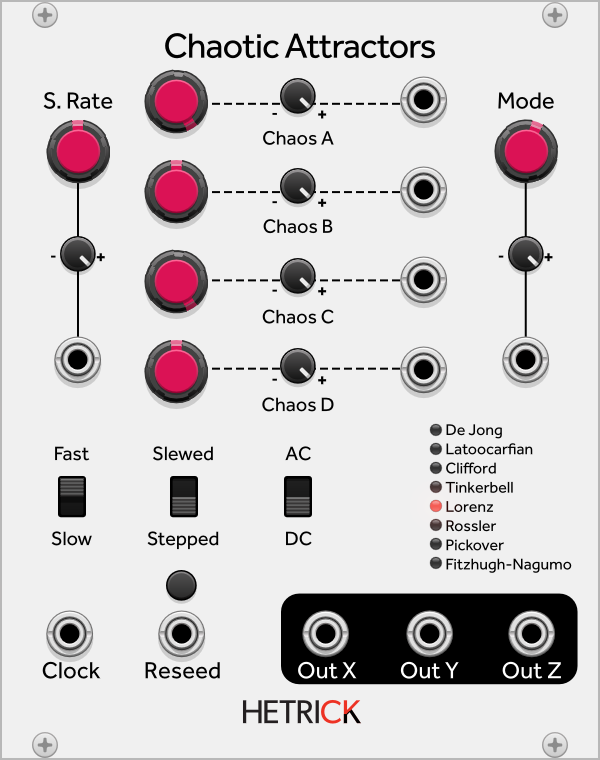 Chaotic Attractors
S. Rate
Mode
- +
Chaos A
- +
Chaos B
- +
- +
- +
Chaos C
- +
Chaos D
De Jong
Latoocarfian
Clifford
Tinkerbell
Lorenz
Rossler
Pickover
Fitzhugh-Nagumo
Fast
Slewed
AC
Slow
Stepped
DC
Clock
Reseed
Out X
Out Y
Out Z
HETRICK